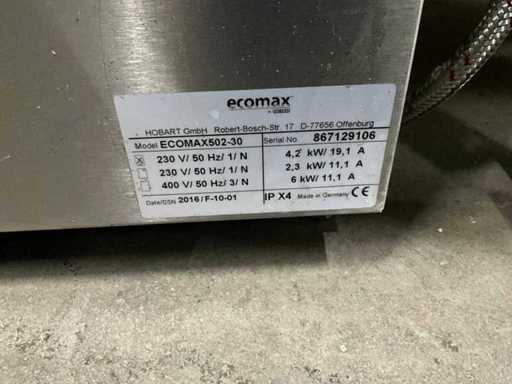 ecomax
by HOBART
HOBART GmbH Robert-Bosch-Str. 17 D-77656 Offenburg
Model ECOMAX502-30 Serial No. 867129106
230 V/ 50 Hz/ 1/ N 4,2 kW/ 19,1 A
230 V/ 50 Hz/ 1/ N 2,3 kW/ 11,1 A
400 V/ 50 Hz/ 3/ N 6 kW/ 11,1 A
Date/DSN 2016 / F-10-01 IP X4 Made in Germany CE